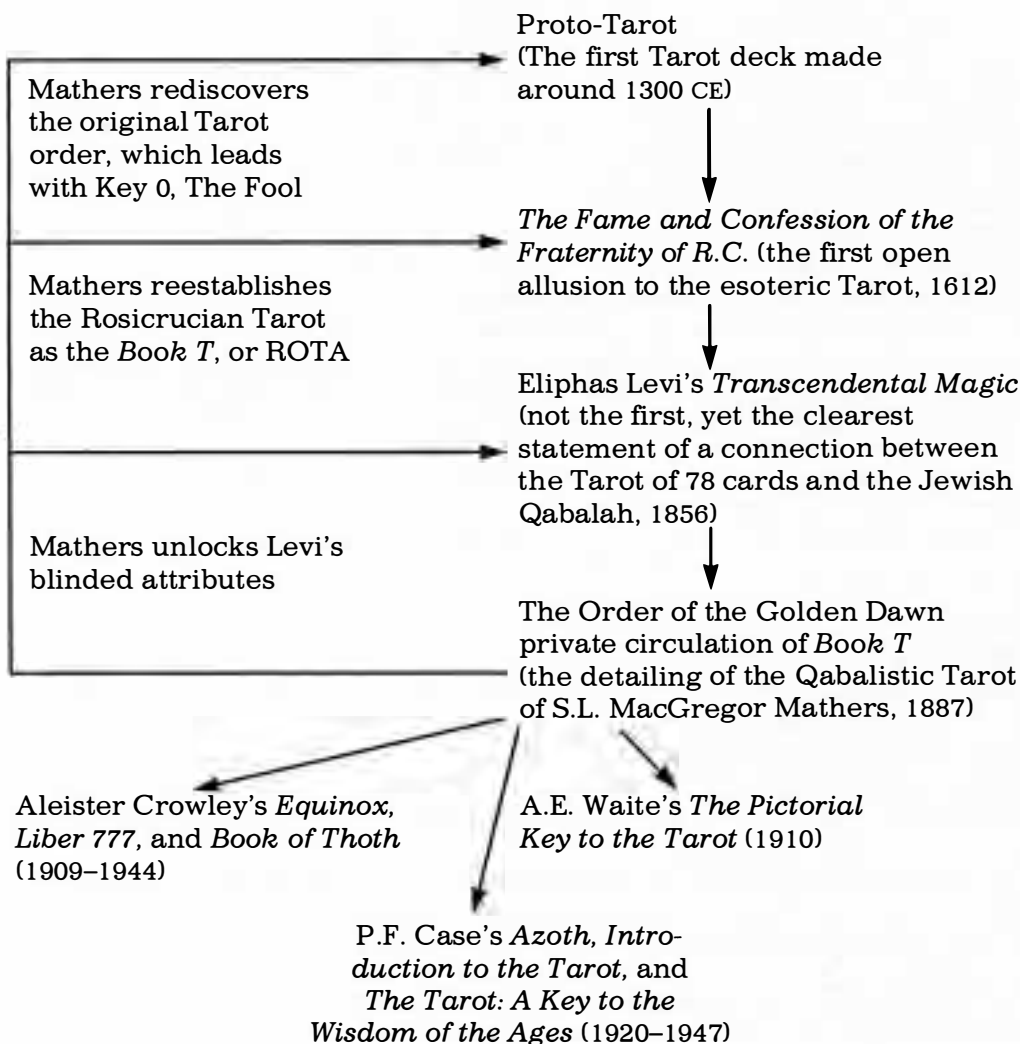 Proto-Tarot
(The first Tarot deck made
around 1300 CE)
Mathers rediscovers
the original Tarot
order, which leads
with Key 0, The Fool
The Fame and Confession of the
Fraternity of R.C. (the first open
allusion to the esoteric Tarot, 1612)
Mathers reestablishes
the Rosicrucian Tarot
as the Book T, or ROTA
Eliphas Levi's Transcendental Magic
(not the first, yet the clearest
statement of a connection between
the Tarot of 78 cards and the Jewish
Qabalah, 1856)
Mathers unlocks Levi's
blinded attributes
The Order of the Golden Dawn
private circulation of Book T
(the detailing of the Qabalistic Tarot
of S.L. MacGregor Mathers, 1887)
Aleister Crowley's Equinox,
Liber 777, and Book of Thoth
(1909–1944)
A.E. Waite's The Pictorial
Key to the Tarot (1910)
P.F. Case's Azoth, Intro-
duction to the Tarot, and
The Tarot: A Key to the
Wisdom of the Ages (1920–1947)